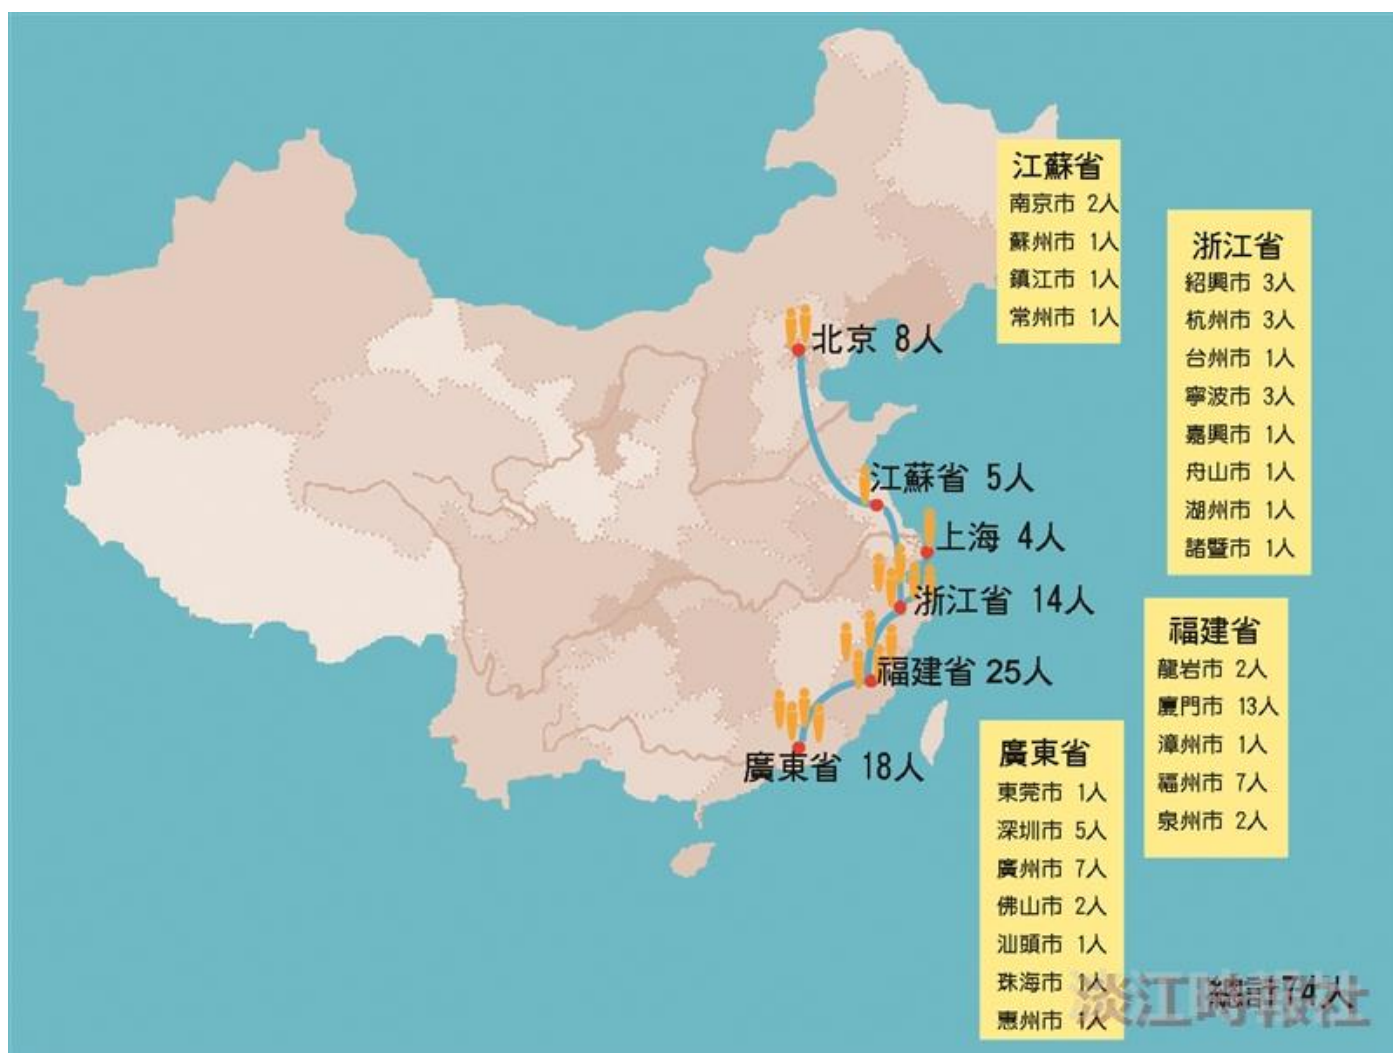 北京 8人
江蘇省 5人
上海 4人
浙江省 14人
福建省 25人
廣東省 18人
江蘇省
南京市 2人
蘇州市 1人
鎮江市 1人
常州市 1人
浙江省
紹興市 3人
杭州市 3人
台州市 1人
寧波市 3人
嘉興市 1人
舟山市 1人
湖州市 1人
諸暨市 1人
福建省
龍岩市 2人
廈門市 13人
漳州市 1人
福州市 7人
泉州市 2人
廣東省
東莞市 1人
深圳市 5人
廣州市 7人
佛山市 2人
汕頭市 1人
珠海市 1人
惠州市 1人
總計74人
淡江時報社